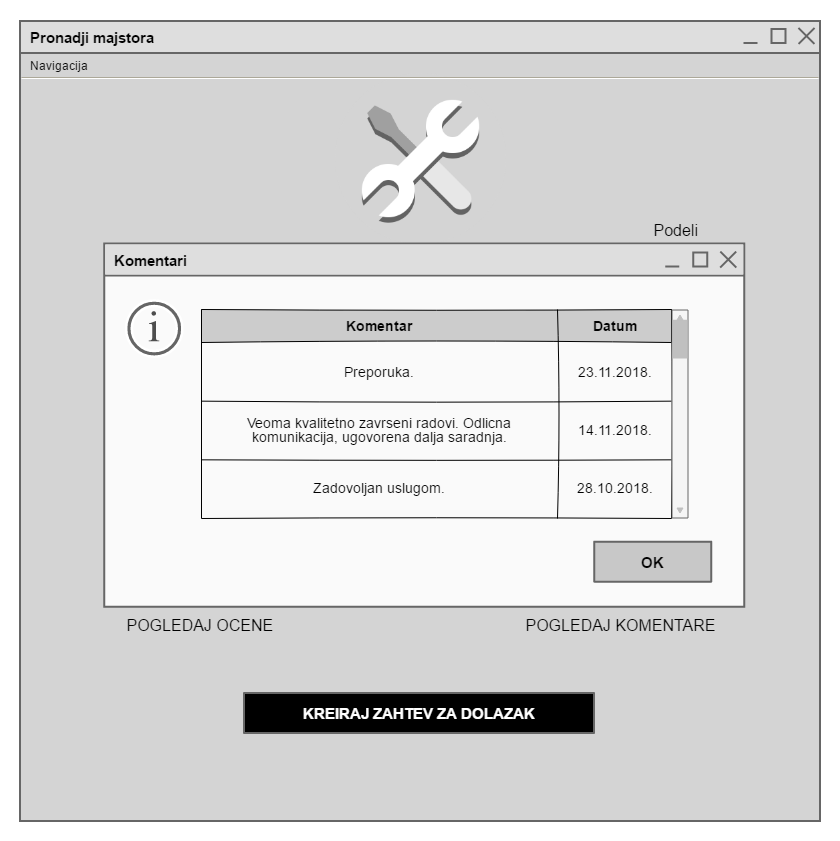 Pronadji majstora
Navigacija
Podeli
Komentari
i
Komentar Datum
Preporuka. 23.11.2018.
Veoma kvalitetno zavrseni radovi. Odlicna
komunikacija, ugovorena dalja saradnja. 14.11.2018.
Zadovoljan uslugom. 28.10.2018.
OK
POGLEDAJ OCENE POGLEDAJ KOMENTARE
KREIRAJ ZAHTEV ZA DOLAZAK